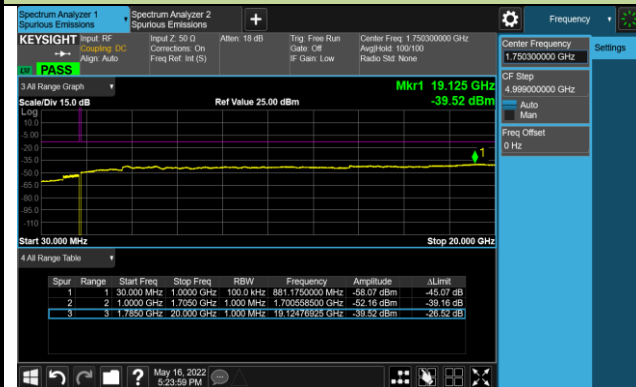 Spectrum Analyzer 1
Spurious Emissions
Spectrum Analyzer 2
Spurious Emissions
+
Frequency
KEYSIGHT
Input: RF
Coupling: DC
Align: Auto
Input Z: 50 Ω
Corrections: On
Freq Ref: Int (S)
Atten: 18 dB
Trig: Free Run
Gate: Off
IF Gain: Low
Center Freq: 1.750300000 GHz
Avg|Hold: 100/100
Radio Std: None
PASS
Center Frequency
1.750300000 GHz
Settings
CF Step
4.999000000 GHz
Auto
Man
Freq Offset
0 Hz
3 All Range Graph
Mkr1 19.125 GHz
Scale/Div 15.0 dB
Ref Value 25.00 dBm
-39.52 dBm
Log
10.0
-5.00
-20.0
-35.0
-50.0
-65.0
-80.0
-95.0
-110
1
Start 30.000 MHz
Stop 20.000 GHz
4 All Range Table
Spur Range Start Freq Stop Freq RBW Frequency Amplitude ΔLimit
1 1 30.000 MHz 1.0000 GHz 100.0 kHz 881.1750000 MHz -58.07 dBm -45.07 dB
2 2 1.0000 GHz 1.7050 GHz 1.000 MHz 1.700558500 GHz -52.16 dBm -39.16 dB
3 3 1.7850 GHz 20.000 GHz 1.000 MHz 19.12476925 GHz -39.52 dBm -26.52 dB
?
May 16, 2022
5:23:59 PM